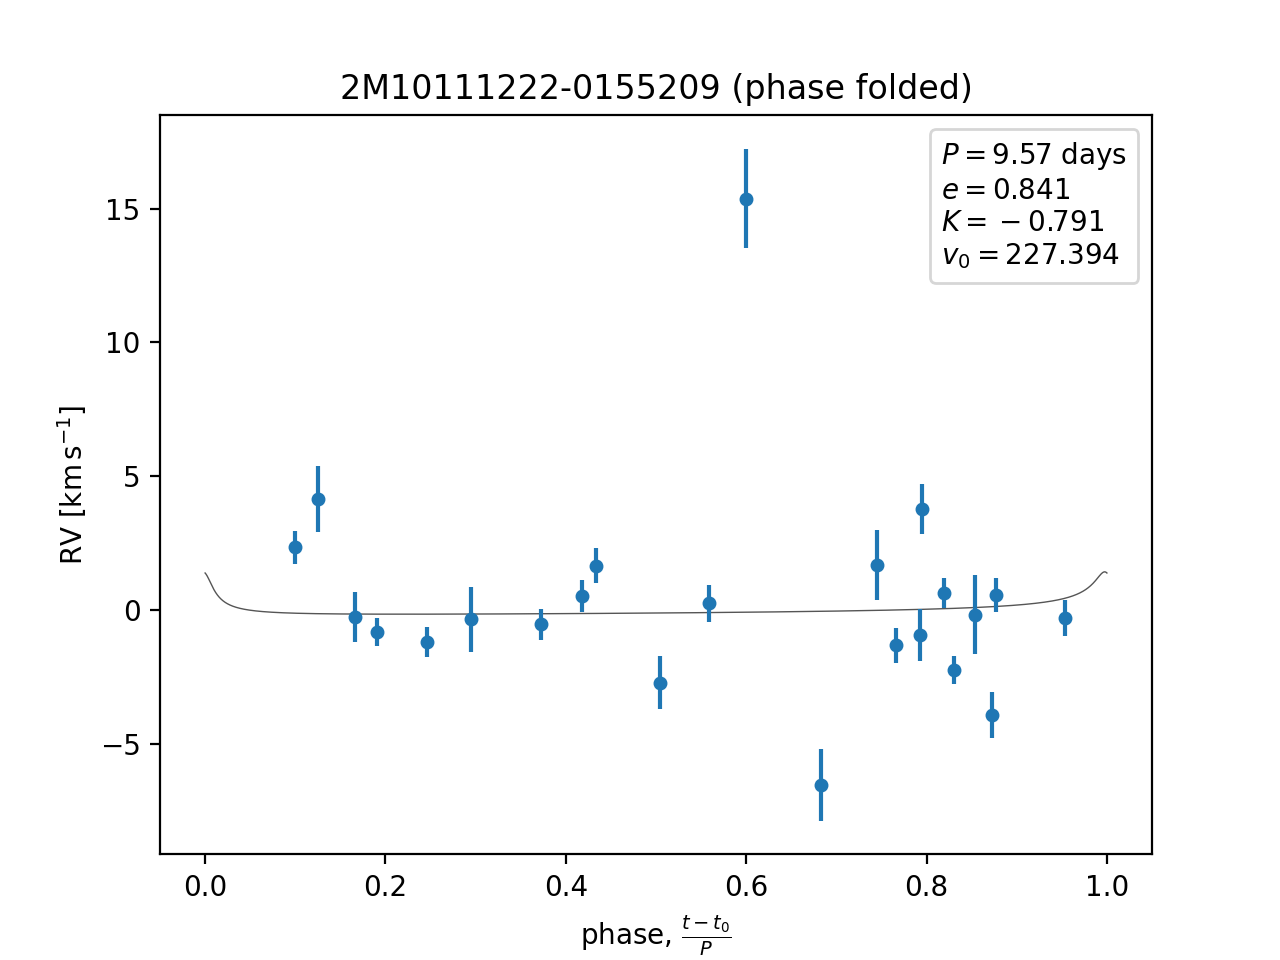 2M10111222-0155209 (phase folded)
P = 9.57 days
e = 0.841
K = −0.791
v₀ = 227.394
RV [km s⁻¹]
15
10
5
0
−5
0.0 0.2 0.4 0.6 0.8 1.0
phase, (t − t₀)/P